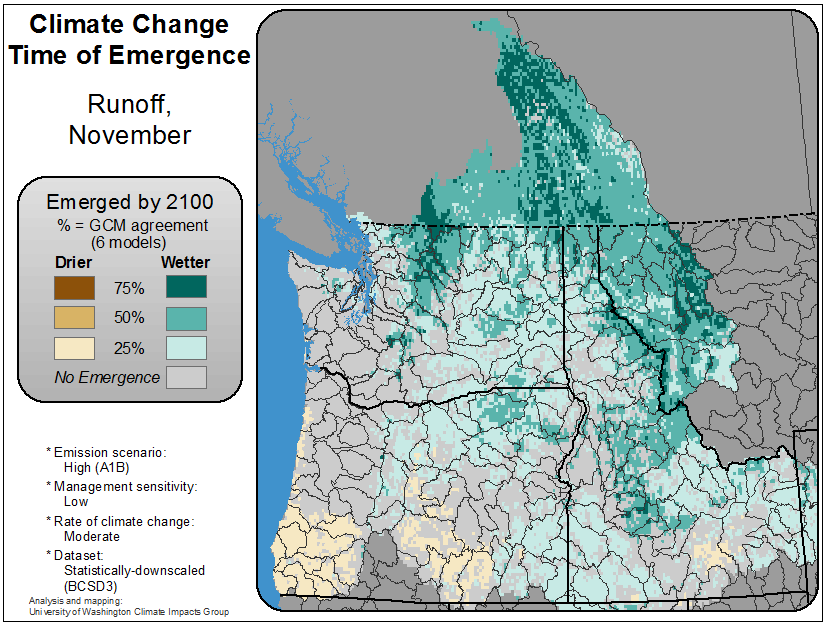 Climate Change
Time of Emergence
Runoff,
November
Emerged by 2100
% = GCM agreement
(6 models)
Drier Wetter
75%
50%
25%
No Emergence
* Emission scenario:
High (A1B)
* Management sensitivity:
Low
* Rate of climate change:
Moderate
* Dataset:
Statistically-downscaled
(BCSD3)
Analysis and mapping:
University of Washington Climate Impacts Group